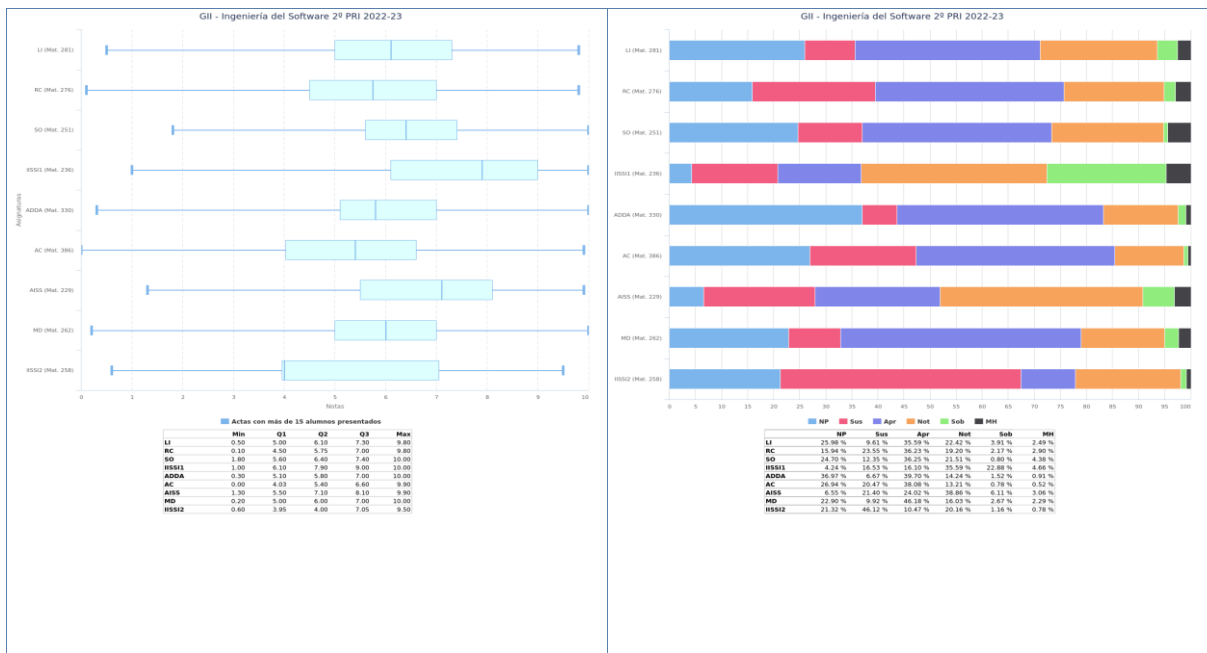 GII - Ingeniería del Software 2º PRI 2022-23
Asignaturas
LI (Mat. 281)
RC (Mat. 276)
SO (Mat. 251)
IISSI1 (Mat. 236)
ADDA (Mat. 330)
AC (Mat. 386)
AISS (Mat. 229)
MD (Mat. 262)
IISSI2 (Mat. 258)
0 1 2 3 4 5 6 7 8 9 10
Notas
Actas con más de 15 alumnos presentados
Min Q1 Q2 Q3 Max
LI 0.50 5.00 6.10 7.30 9.80
RC 0.10 4.50 5.75 7.00 9.80
SO 1.80 5.60 6.40 7.40 10.00
IISSI1 1.00 6.10 7.90 9.00 10.00
ADDA 0.30 5.10 5.80 7.00 10.00
AC 0.00 4.03 5.40 6.60 9.90
AISS 1.30 5.50 7.10 8.10 9.90
MD 0.20 5.00 6.00 7.00 10.00
IISSI2 0.60 3.95 4.00 7.05 9.50
GII - Ingeniería del Software 2º PRI 2022-23
LI (Mat. 281)
RC (Mat. 276)
SO (Mat. 251)
IISSI1 (Mat. 236)
ADDA (Mat. 330)
AC (Mat. 386)
AISS (Mat. 229)
MD (Mat. 262)
IISSI2 (Mat. 258)
0 5 10 15 20 25 30 35 40 45 50 55 60 65 70 75 80 85 90 95 100
NP Sus Apr Not Sob MH
NP Sus Apr Not Sob MH
LI 25.98 % 9.61 % 35.59 % 22.42 % 3.91 % 2.49 %
RC 15.94 % 23.55 % 36.23 % 19.20 % 2.17 % 2.90 %
SO 24.70 % 12.35 % 36.25 % 21.51 % 0.80 % 4.38 %
IISSI1 4.24 % 16.53 % 16.10 % 35.59 % 22.88 % 4.66 %
ADDA 36.97 % 6.67 % 39.70 % 14.24 % 1.52 % 0.91 %
AC 26.94 % 20.47 % 38.08 % 13.21 % 0.78 % 0.52 %
AISS 6.55 % 21.40 % 24.02 % 38.86 % 6.11 % 3.06 %
MD 22.90 % 9.92 % 46.18 % 16.03 % 2.67 % 2.29 %
IISSI2 21.32 % 46.12 % 10.47 % 20.16 % 1.16 % 0.78 %